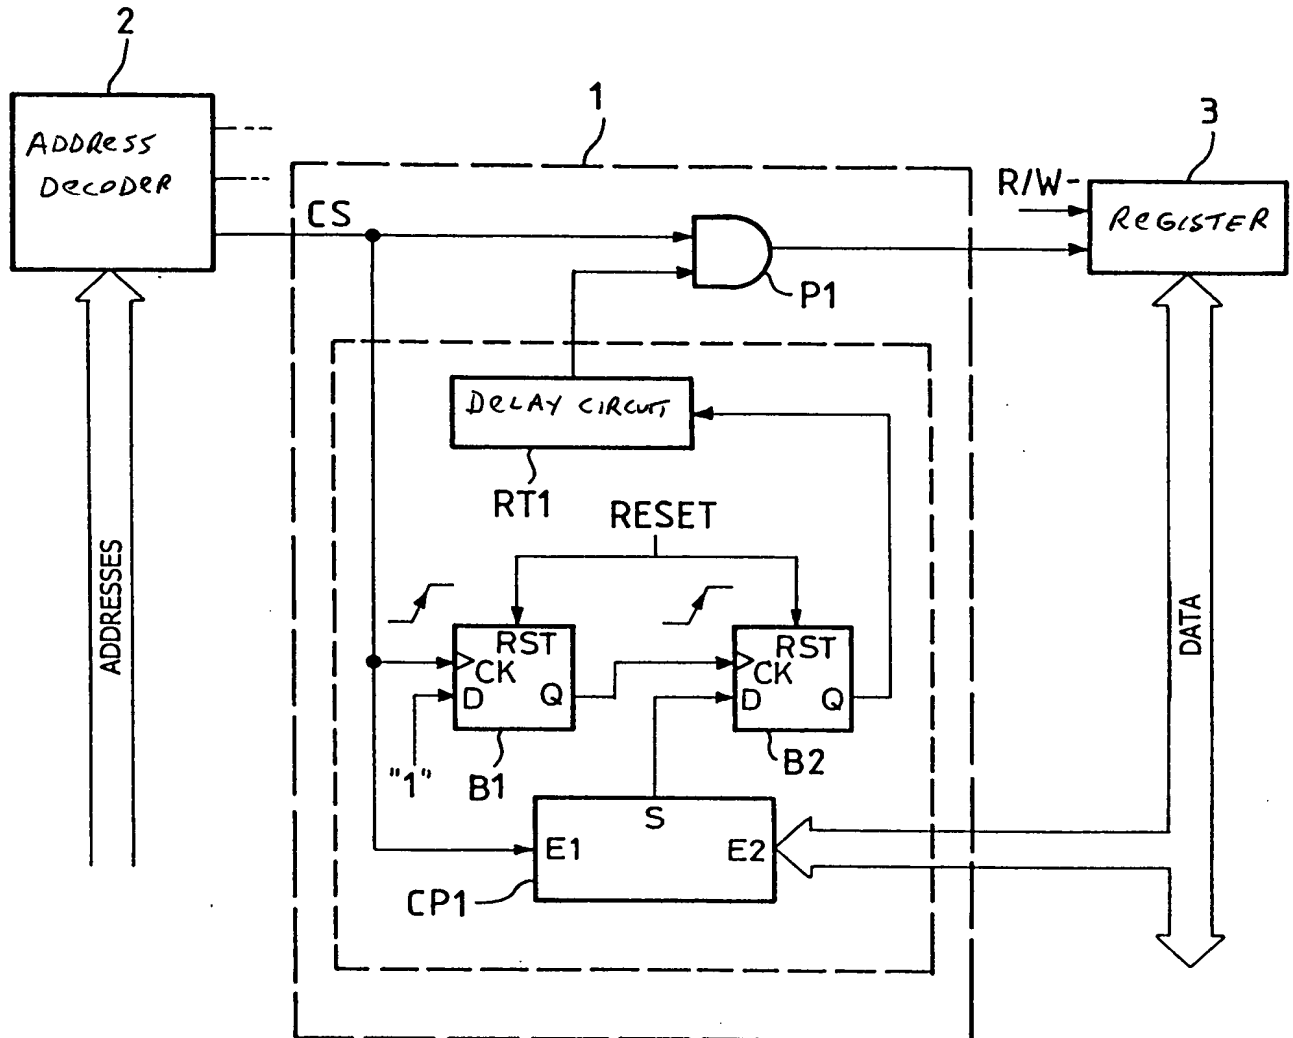 2
ADDRESS
DECODER
1
3
R/W-
REGISTER
CS
P1
DELAY CIRCUIT
RT1
RESET
ADDRESSES
DATA
RST
CK
D
Q
"1"
B1
RST
CK
D
Q
B2
S
E1
E2
CP1